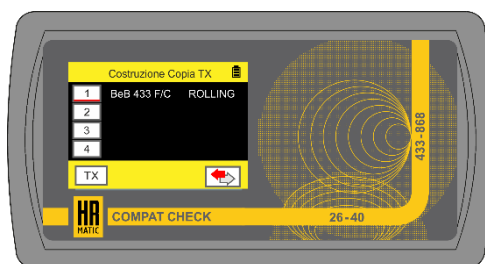 Costruzione Copia TX
1 BeB 433 F/C ROLLING
2
3
4
TX
433-868
HR
MATIC
COMPAT CHECK
26-40